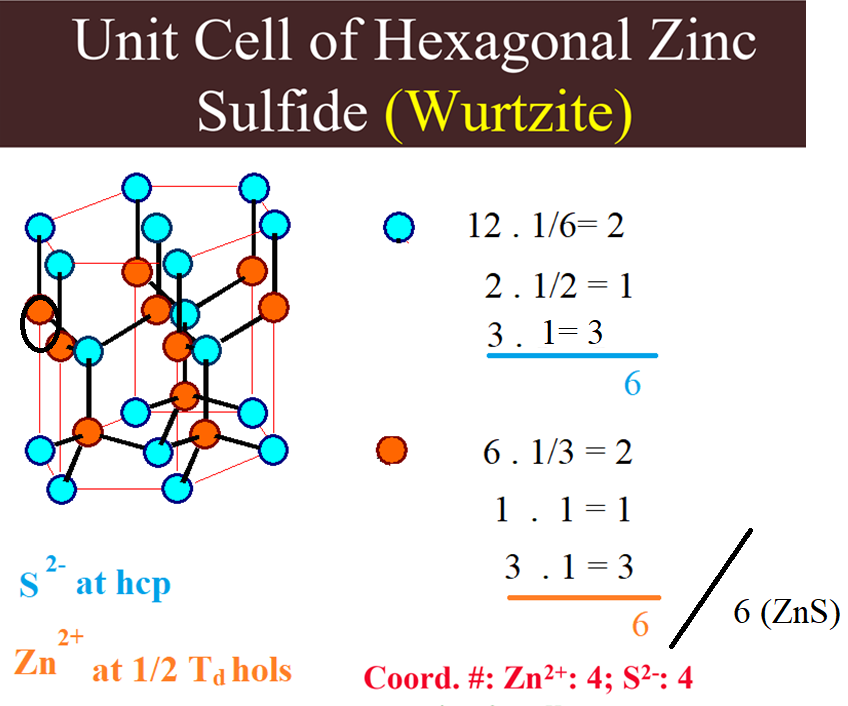 Unit Cell of Hexagonal Zinc
Sulfide (Wurtzite)
12 . 1/6= 2
2 . 1/2 = 1
3 . 1= 3
6
6 . 1/3 = 2
1 . 1 = 1
3 . 1 = 3
6
6 (ZnS)
S²⁻ at hcp
Zn²⁺ at 1/2 Td hols
Coord. #: Zn²⁺: 4; S²⁻: 4